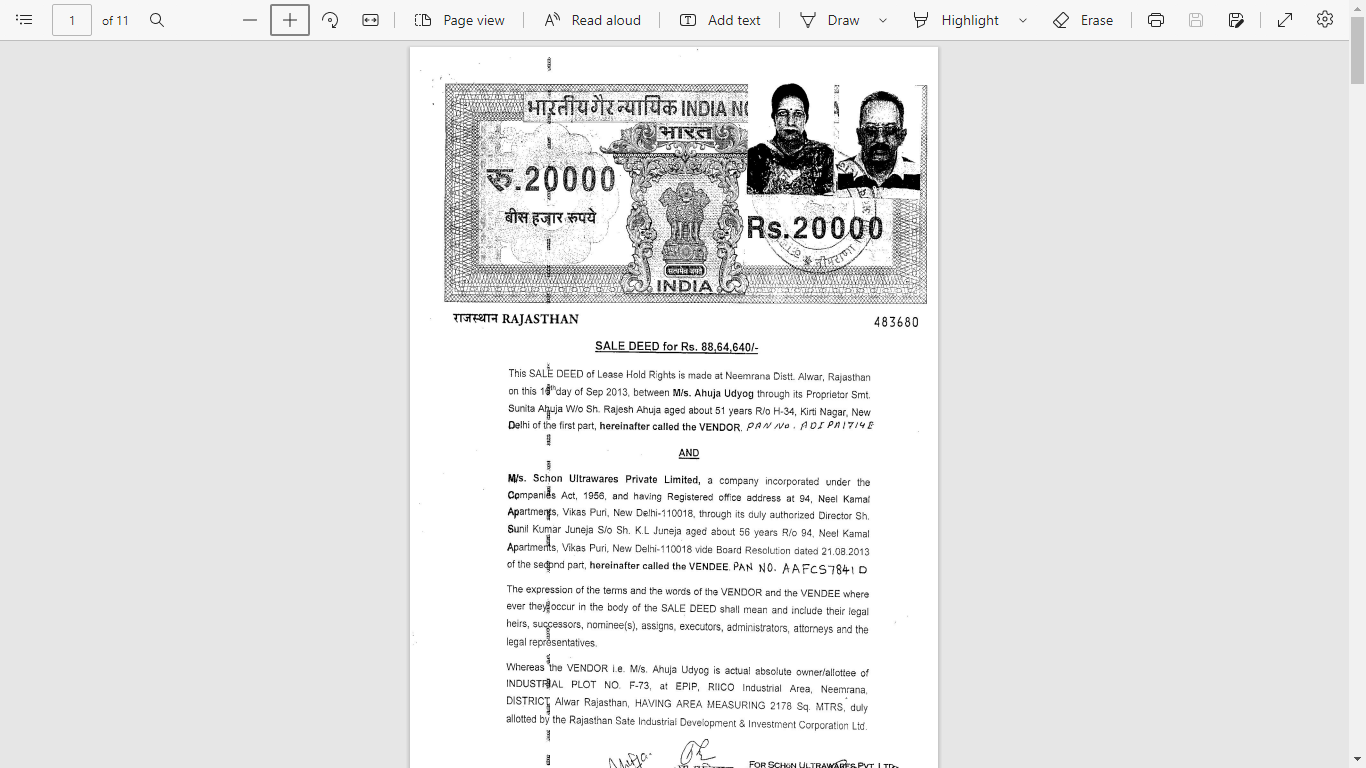 1 of 11 Page view Read aloud Add text Draw Highlight Erase
भारतीय गैर न्यायिक INDIA NO
भारत
रु.20000
बीस हजार रुपये
Rs.20000
सत्यमेव जयते
INDIA
राजस्थान RAJASTHAN
483680
SALE DEED for Rs. 88,64,640/-
This SALE DEED of Lease Hold Rights is made at Neemrana Distt. Alwar, Rajasthan
on this day of Sep 2013, between M/s. Ahuja Udyog through its Proprietor Smt.
Sunita Ahuja W/o Sh. Rajesh Ahuja aged about 51 years R/o H-34, Kirti Nagar, New
Delhi of the first part, hereinafter called the VENDOR. PAN No.
AND
M/s. Schon Ultrawares Private Limited, a company incorporated under the
Companies Act, 1956, and having Registered office address at 94, Neel Kamal
Apartments, Vikas Puri, New Delhi-110018, through its duly authorized Director Sh.
Sunil Kumar Juneja S/o Sh. K.L Juneja aged about 56 years R/o 94, Neel Kamal
Apartments, Vikas Puri, New Delhi-110018 vide Board Resolution dated 21.08.2013
of the second part, hereinafter called the VENDEE. PAN NO. AAFCS7841D
The expression of the terms and the words of the VENDOR and the VENDEE where
ever they occur in the body of the SALE DEED shall mean and include their legal
heirs, successors, nominee(s), assigns, executors, administrators, attorneys and the
legal representatives.
Whereas the VENDOR i.e. M/s. Ahuja Udyog is actual absolute owner/allottee of
INDUSTRIAL PLOT NO. F-73, at EPIP, RIICO Industrial Area, Neemrana,
DISTRICT Alwar Rajasthan, HAVING AREA MEASURING 2178 Sq. MTRS, duly
allotted by the Rajasthan Sate Industrial Development & Investment Corporation Ltd.
FOR SCHON ULTRAWARES PVT. LTD